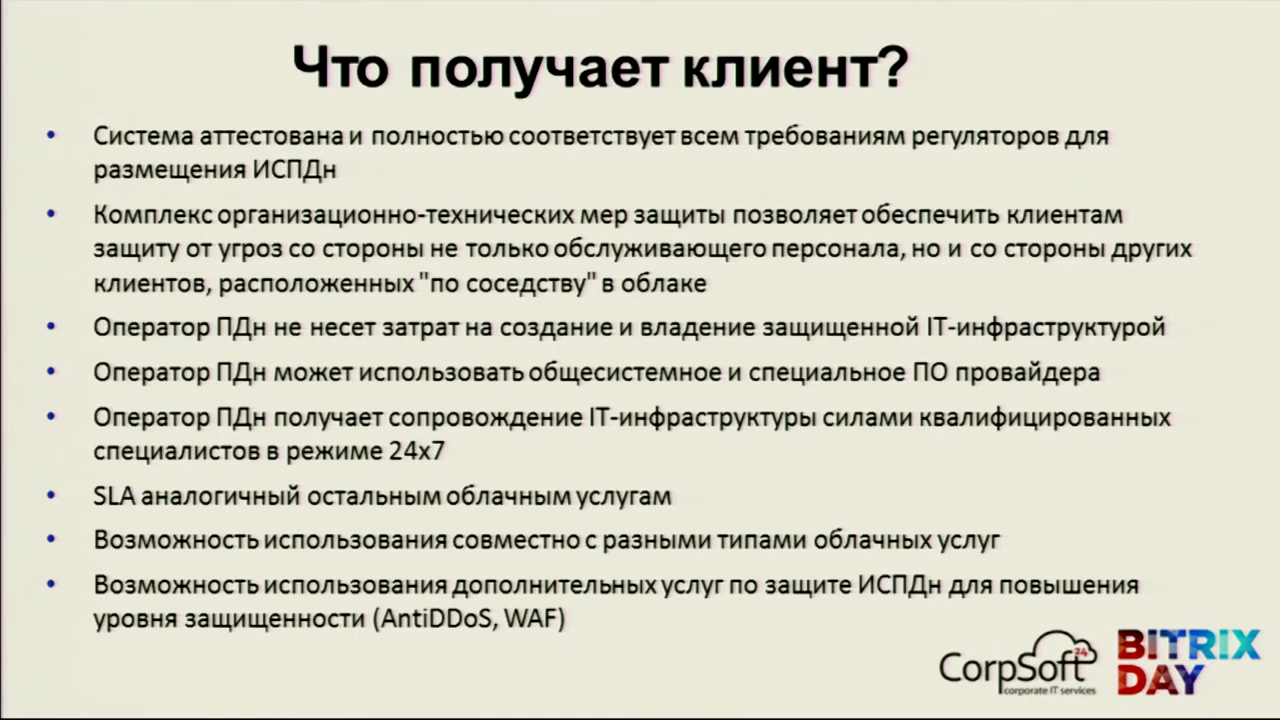 Что получает клиент?
• Система аттестована и полностью соответствует всем требованиям регуляторов для
размещения ИСПДн
• Комплекс организационно-технических мер защиты позволяет обеспечить клиентам
защиту от угроз со стороны не только обслуживающего персонала, но и со стороны других
клиентов, расположенных "по соседству" в облаке
• Оператор ПДн не несет затрат на создание и владение защищенной IT-инфраструктурой
• Оператор ПДн может использовать общесистемное и специальное ПО провайдера
• Оператор ПДн получает сопровождение IT-инфраструктуры силами квалифицированных
специалистов в режиме 24x7
• SLA аналогичный остальным облачным услугам
• Возможность использования совместно с разными типами облачных услуг
• Возможность использования дополнительных услуг по защите ИСПДн для повышения
уровня защищенности (AntiDDoS, WAF)
CorpSoft 24
corporate IT services
BITRIX
DAY